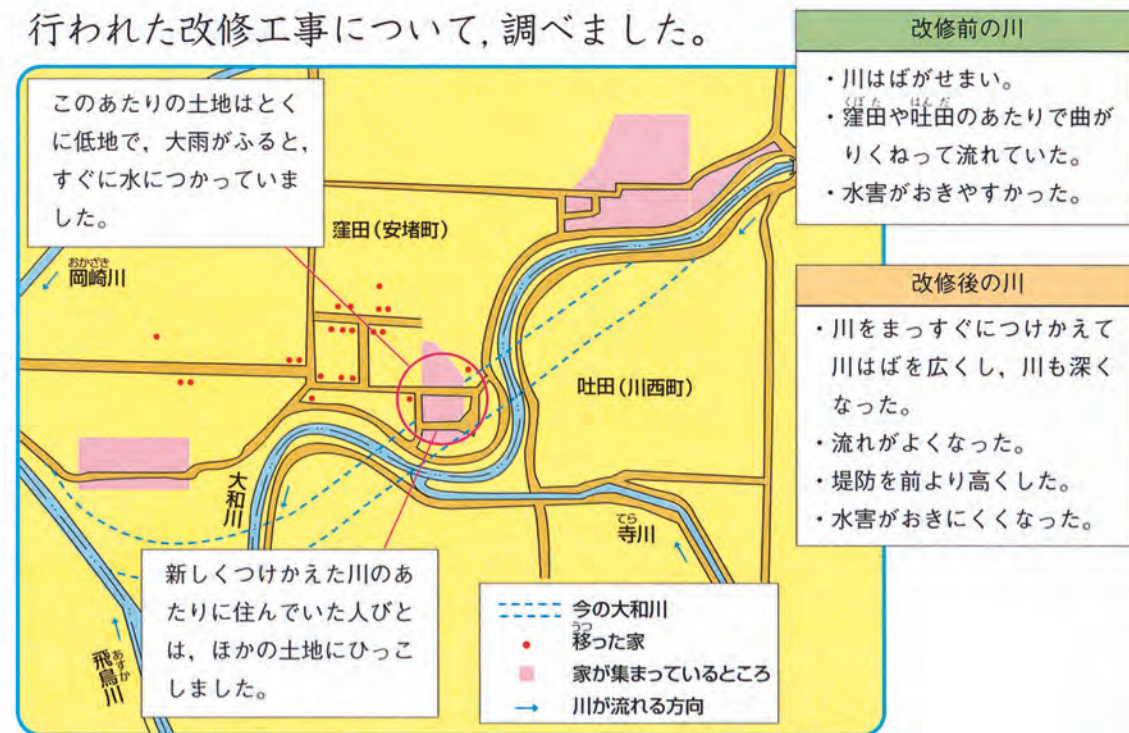 行われた改修工事について,調べました。
このあたりの土地はとく
に低地で,大雨がふると,
すぐに水につかっていま
した。
窪田(安堵町)
おかざき
岡崎川
吐田(川西町)
大和川
てら
寺川
あすか
飛鳥川
新しくつけかえた川のあ
たりに住んでいた人びと
は,ほかの土地にひっこ
しました。
今の大和川
うつ
移った家
家が集まっているところ
川が流れる方向
改修前の川
・川はばがせまい。
くぼた はんだ
・窪田や吐田のあたりで曲が
りくねって流れていた。
・水害がおきやすかった。
改修後の川
・川をまっすぐにつけかえて
川はばを広くし,川も深く
なった。
・流れがよくなった。
・堤防を前より高くした。
・水害がおきにくくなった。